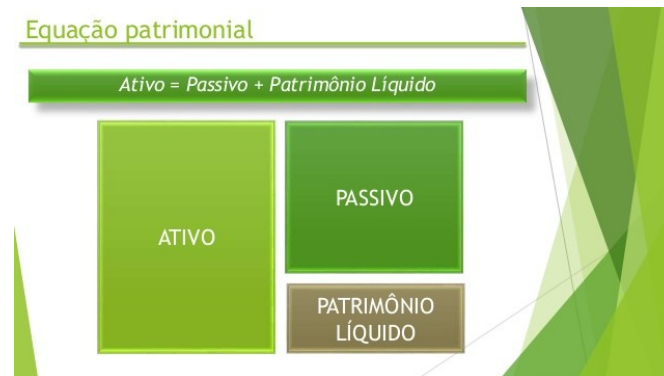 Equação patrimonial
Ativo = Passivo + Patrimônio Líquido
ATIVO
PASSIVO
PATRIMÔNIO
LÍQUIDO